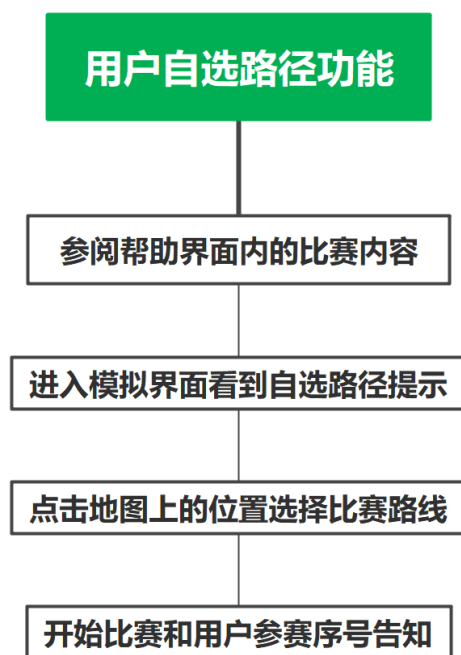 用户自选路径功能
参阅帮助界面内的比赛内容
进入模拟界面看到自选路径提示
点击地图上的位置选择比赛路线
开始比赛和用户参赛序号告知